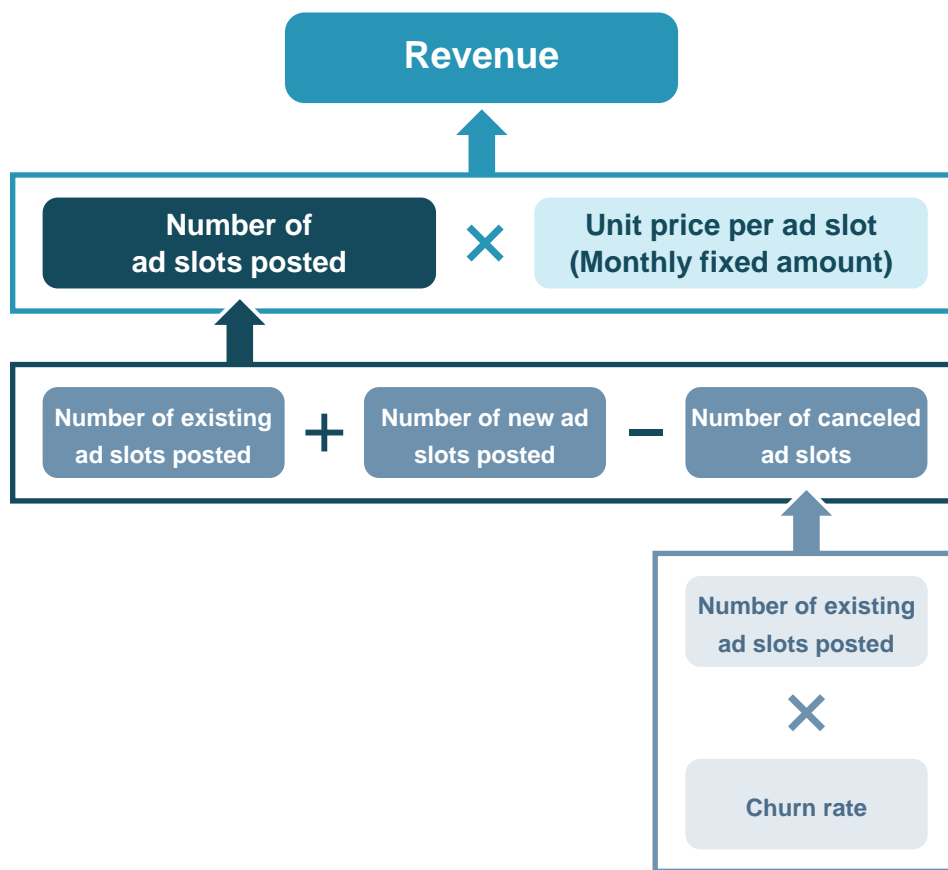 Revenue
Number of
ad slots posted
×
Unit price per ad slot
(Monthly fixed amount)
Number of existing
ad slots posted
+
Number of new ad
slots posted
−
Number of canceled
ad slots
Number of existing
ad slots posted
×
Churn rate